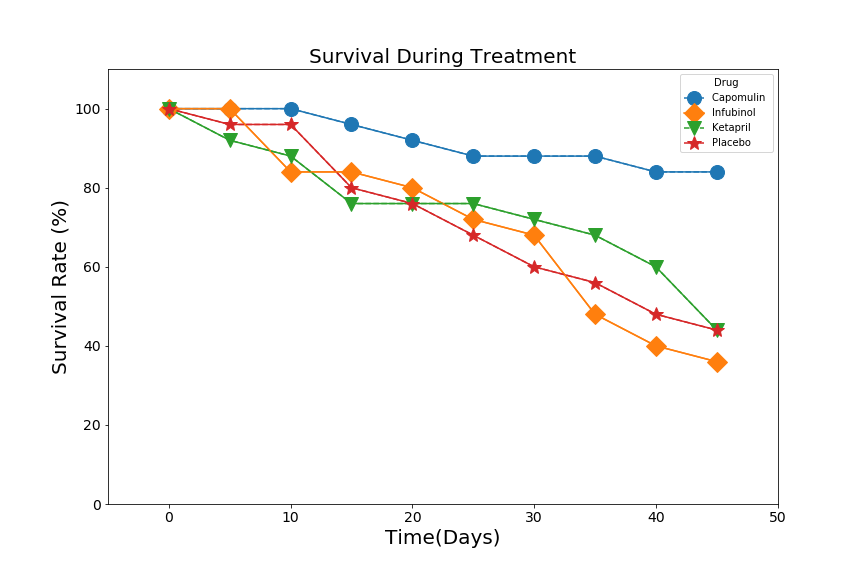 Survival During Treatment
Drug
Capomulin
Infubinol
Ketapril
Placebo
100
80
60
40
20
0
Survival Rate (%)
0 10 20 30 40 50
Time(Days)